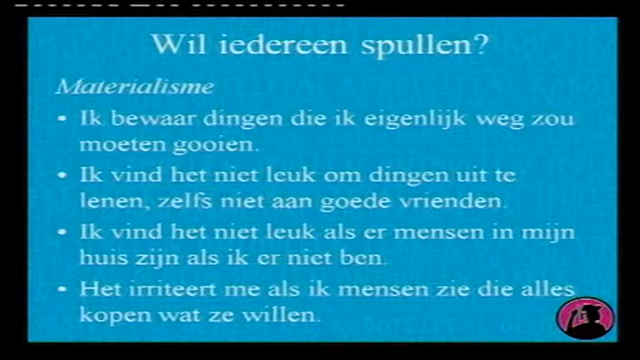 Wil iedereen spullen?
Materialisme
• Ik bewaar dingen die ik eigenlijk weg zou
moeten gooien.
• Ik vind het niet leuk om dingen uit te
lenen, zelfs niet aan goede vrienden.
• Ik vind het niet leuk als er mensen in mijn
huis zijn als ik er niet ben.
• Het irriteert me als ik mensen zie die alles
kopen wat ze willen.